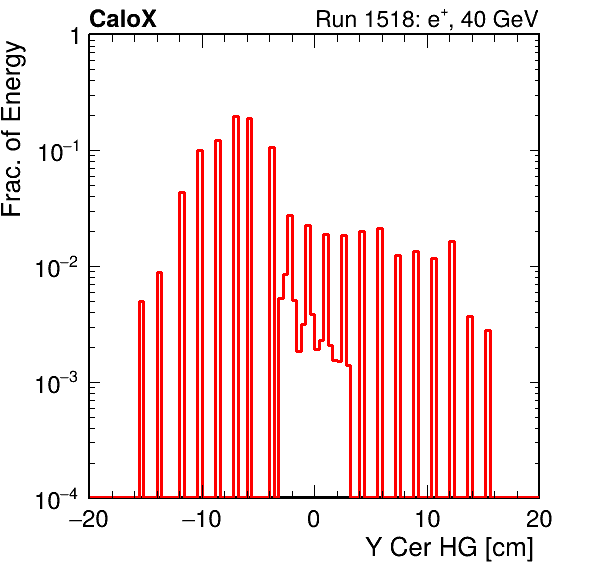 CaloX Run 1518: e⁺, 40 GeV
Frac. of Energy
1
10⁻¹
10⁻²
10⁻³
10⁻⁴
−20 −10 0 10 20
Y Cer HG [cm]